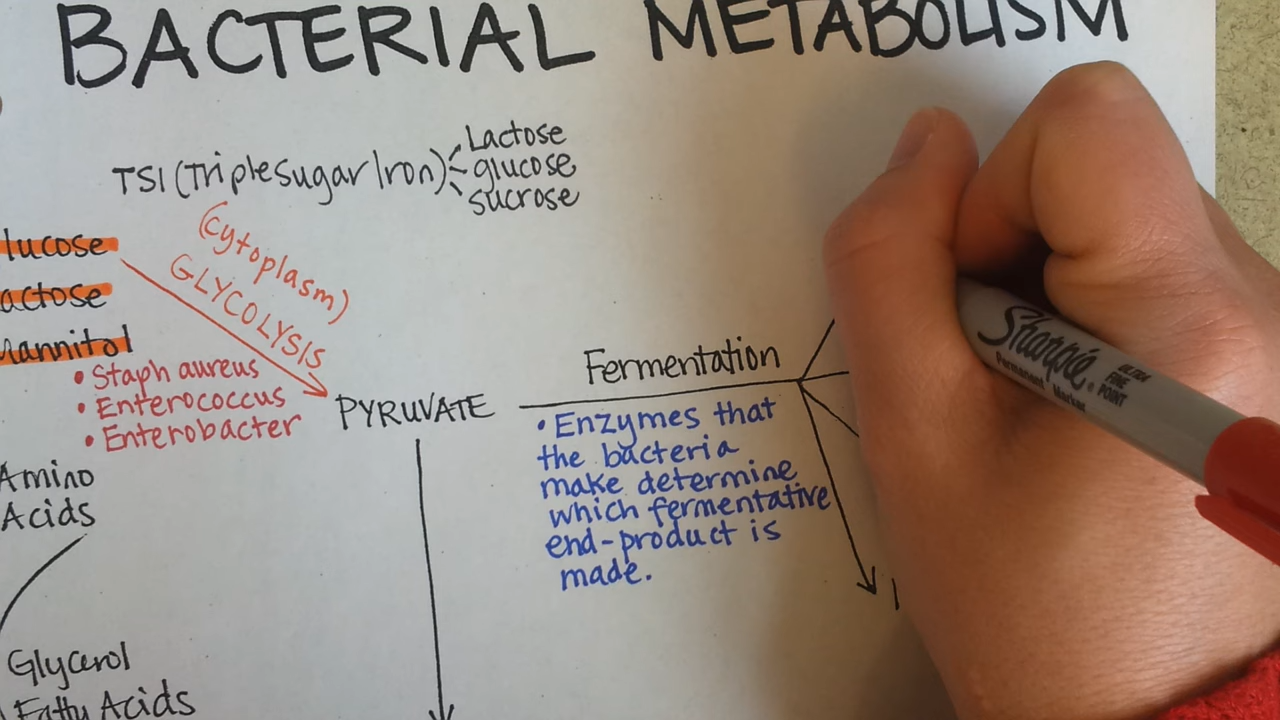 BACTERIAL METABOLISM
TSI (Triple Sugar Iron)
Lactose
glucose
sucrose
(cytoplasm)
GLYCOLYSIS
lucose
actose
annitol
• Staph aureus
• Enterococcus
• Enterobacter
PYRUVATE
Fermentation
• Enzymes that
the bacteria
make determine
which fermentative
end-product is
made.
Amino
Acids
Glycerol
Fatty Acids
Sharpie®
Permanent Marker
ULTRA
FINE
POINT